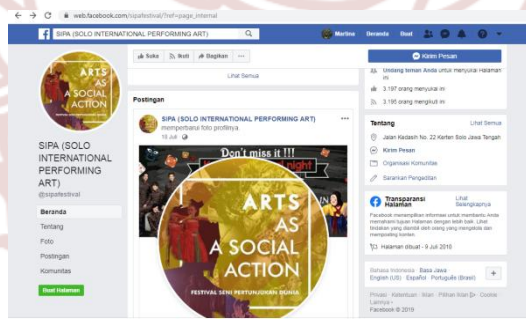 web.facebook.com/sipafestival/?ref=page_internal
SIPA (SOLO INTERNATIONAL PERFORMING ART)
Martina
Beranda
Buat
Suka
Ikuti
Bagikan
Kirim Pesan
Lihat Semua
ARTS
AS
A SOCIAL
ACTION
SIPA (SOLO
INTERNATIONAL
PERFORMING
ART)
@sipafestival
Beranda
Tentang
Foto
Postingan
Komunitas
Buat Halaman
Postingan
SIPA (SOLO INTERNATIONAL PERFORMING ART)
memperbarui foto profilnya.
Don't miss it !!!
night
ARTS
AS
A SOCIAL
ACTION
FESTIVAL SENI PERTUNJUKAN DUNIA
Undang teman Anda untuk menyukai Halaman
ini
3.197 orang menyukai ini
3.195 orang mengikuti ini
Tentang
Lihat Semua
Jalan Kadasih No. 22 Kerten Solo Jawa Tengah
Kirim Pesan
Organisasi Komunitas
Sarankan Pengeditan
Transparansi
Halaman
Lihat
Selengkapnya
Facebook menampilkan informasi untuk membantu Anda
memahami tujuan Halaman dengan lebih baik. Lihat
tindakan yang diambil oleh orang yang mengelola dan
memposting konten.
Halaman dibuat - 9 Juli 2010
Bahasa Indonesia · Basa Jawa ·
English (US) · Español · Português (Brasil)
Privasi · Ketentuan · Iklan · Pilihan Iklan · Cookie ·
Lainnya
Facebook © 2019